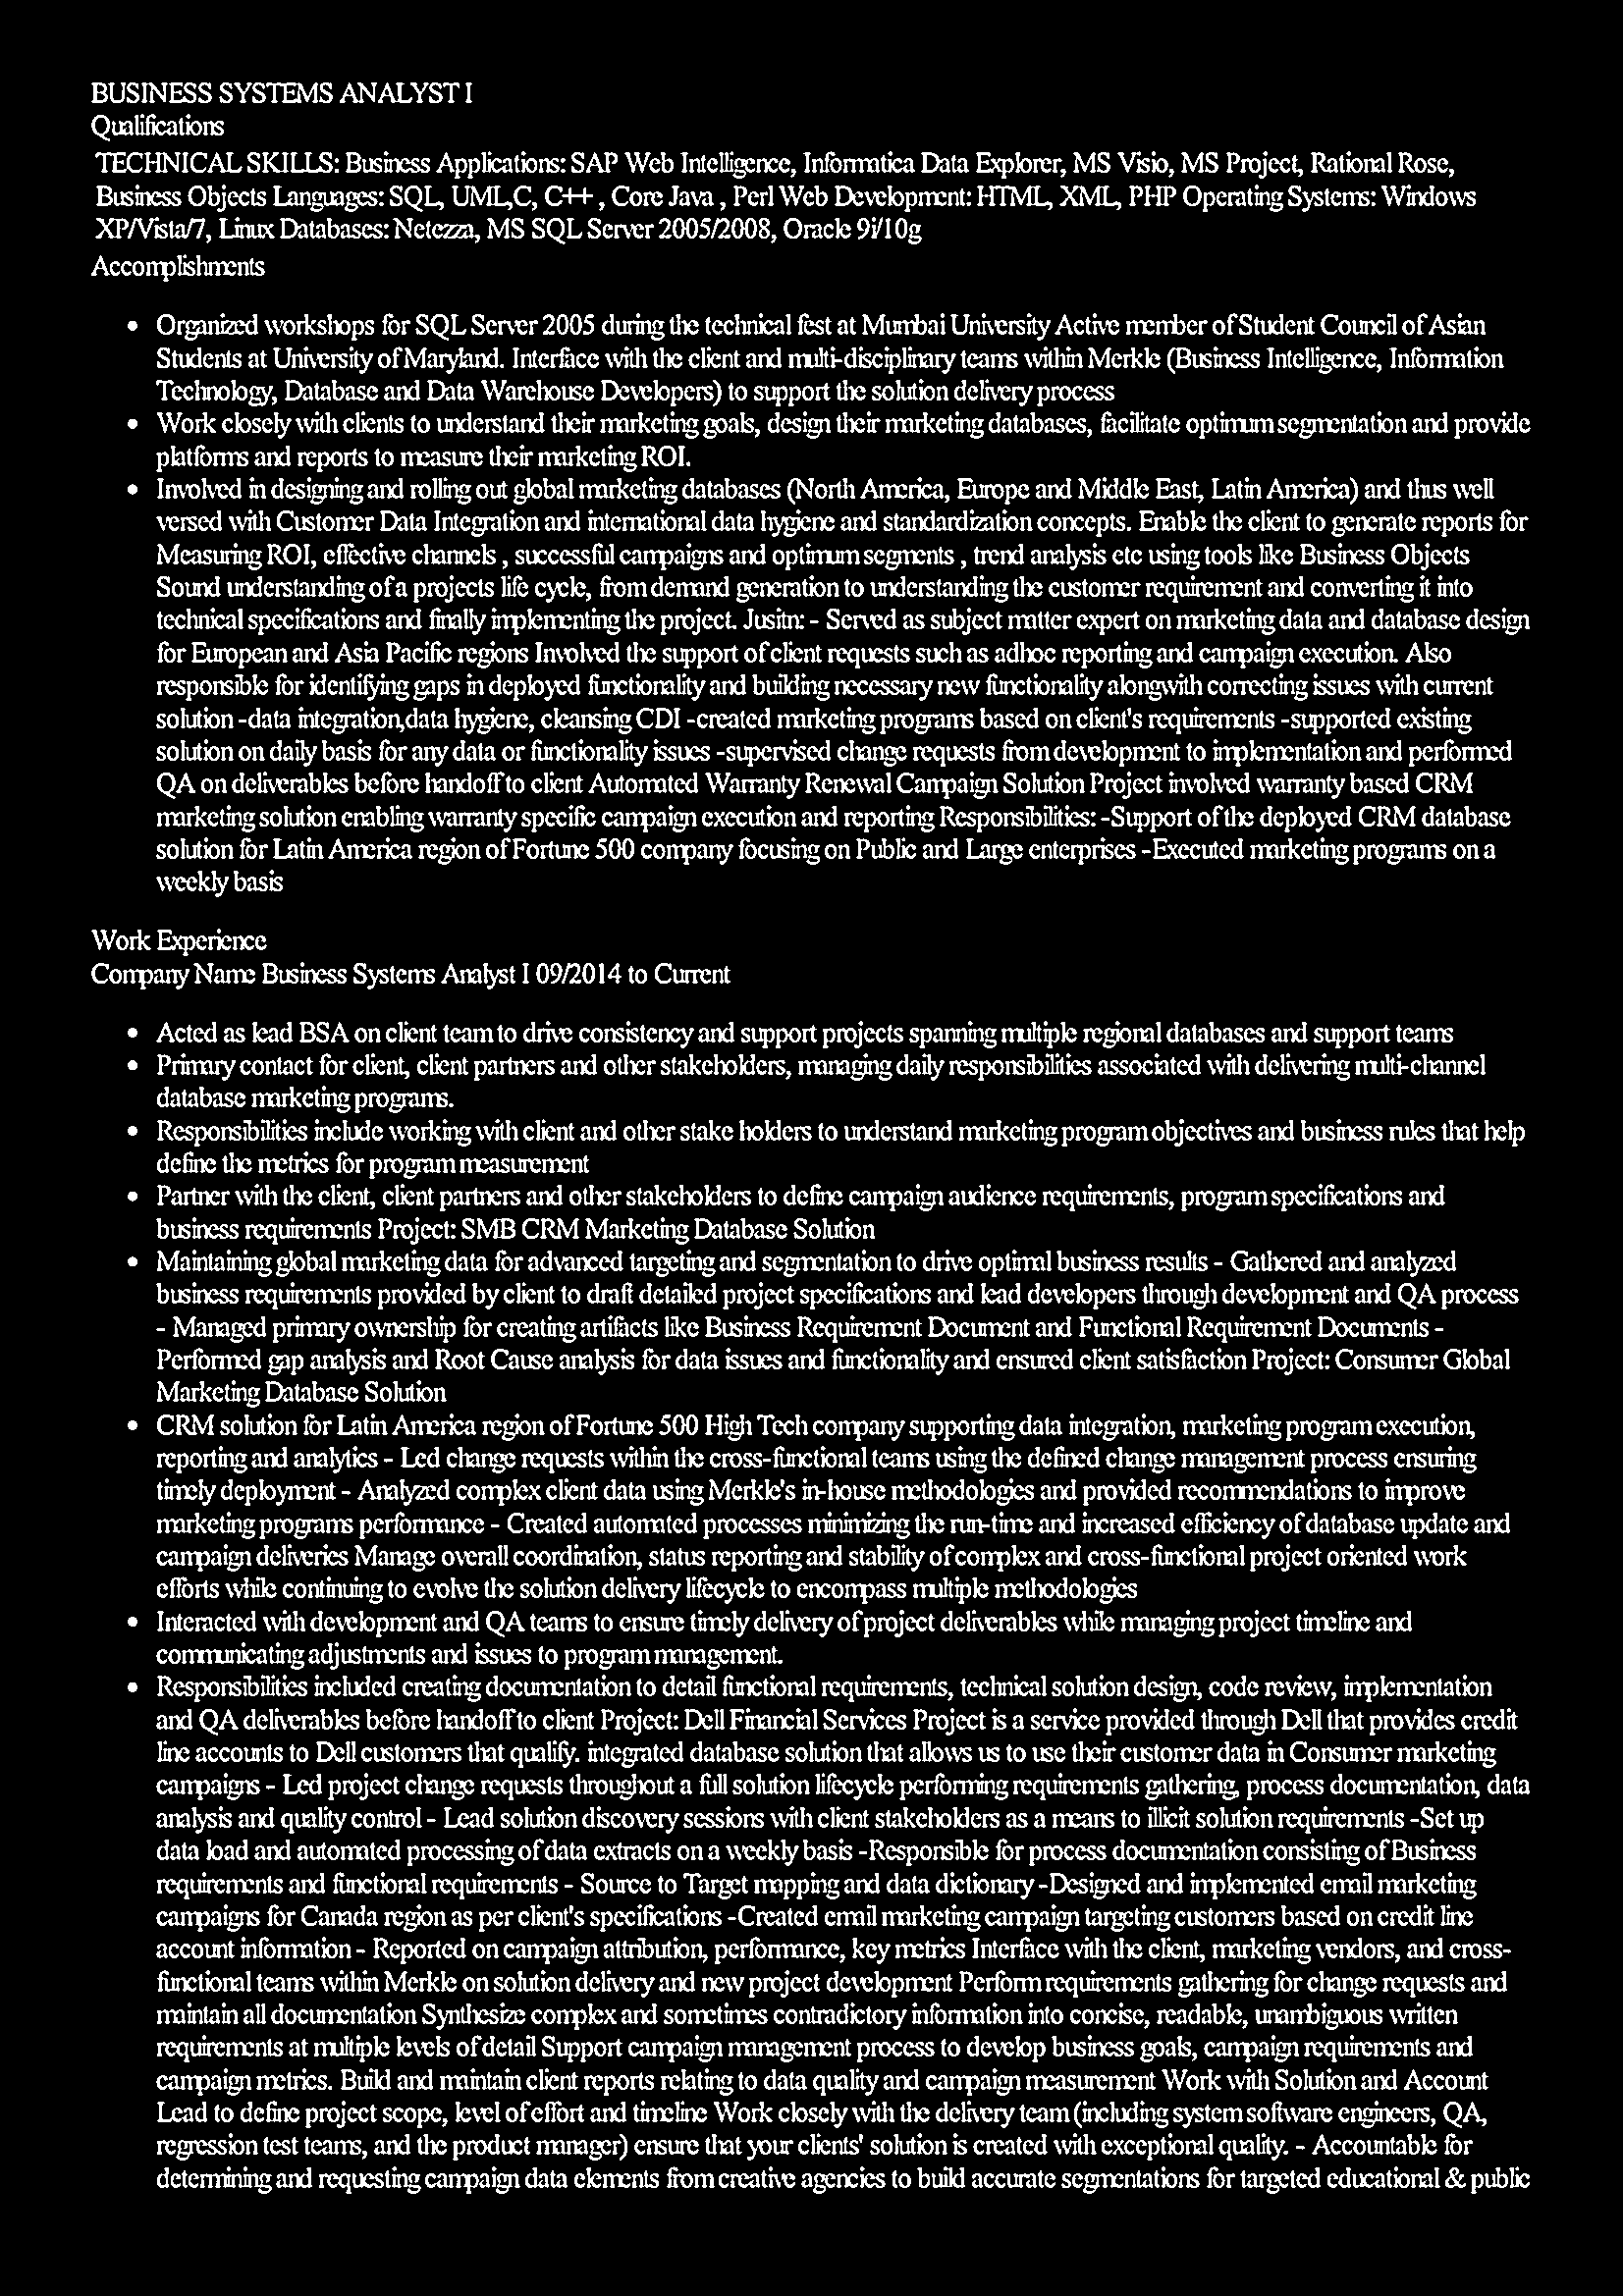 BUSINESS SYSTEMS ANALYST I
Qualifications
TECHNICAL SKILLS: Business Applications: SAP Web Intelligence, Informatica Data Explorer, MS Visio, MS Project, Rational Rose,
Business Objects Languages: SQL, UML,C, C++ , Core Java , Perl Web Development: HTML, XML, PHP Operating Systems: Windows
XP/Vista/7, Linux Databases: Netezza, MS SQL Server 2005/2008, Oracle 9i/10g
Accomplishments
• Organized workshops for SQL Server 2005 during the technical fest at Mumbai University Active member of Student Council of Asian
Students at University of Maryland. Interface with the client and multi-disciplinary teams within Merkle (Business Intelligence, Information
Technology, Database and Data Warehouse Developers) to support the solution delivery process
• Work closely with clients to understand their marketing goals, design their marketing databases, facilitate optimum segmentation and provide
platforms and reports to measure their marketing ROI.
• Involved in designing and rolling out global marketing databases (North America, Europe and Middle East, Latin America) and thus well
versed with Customer Data Integration and international data hygiene and standardization concepts. Enable the client to generate reports for
Measuring ROI, effective channels , successful campaigns and optimum segments , trend analysis etc using tools like Business Objects
Sound understanding of a projects life cycle, from demand generation to understanding the customer requirement and converting it into
technical specifications and finally implementing the project. Jusitn: - Served as subject matter expert on marketing data and database design
for European and Asia Pacific regions Involved the support of client requests such as adhoc reporting and campaign execution. Also
responsible for identifying gaps in deployed functionality and building necessary new functionality alongwith correcting issues with current
solution -data integration,data hygiene, cleansing CDI -created marketing programs based on client's requirements -supported existing
solution on daily basis for any data or functionality issues -supervised change requests from development to implementation and performed
QA on deliverables before handoff to client Automated Warranty Renewal Campaign Solution Project involved warranty based CRM
marketing solution enabling warranty specific campaign execution and reporting Responsibilities: -Support of the deployed CRM database
solution for Latin America region of Fortune 500 company focusing on Public and Large enterprises -Executed marketing programs on a
weekly basis
Work Experience
Company Name Business Systems Analyst I 09/2014 to Current
• Acted as lead BSA on client team to drive consistency and support projects spanning multiple regional databases and support teams
• Primary contact for client, client partners and other stakeholders, managing daily responsibilities associated with delivering multi-channel
database marketing programs.
• Responsibilities include working with client and other stake holders to understand marketing program objectives and business rules that help
define the metrics for program measurement
• Partner with the client, client partners and other stakeholders to define campaign audience requirements, program specifications and
business requirements Project: SMB CRM Marketing Database Solution
• Maintaining global marketing data for advanced targeting and segmentation to drive optimal business results - Gathered and analyzed
business requirements provided by client to draft detailed project specifications and lead developers through development and QA process
- Managed primary ownership for creating artifacts like Business Requirement Document and Functional Requirement Documents -
Performed gap analysis and Root Cause analysis for data issues and functionality and ensured client satisfaction Project: Consumer Global
Marketing Database Solution
• CRM solution for Latin America region of Fortune 500 High Tech company supporting data integration, marketing program execution,
reporting and analytics - Led change requests within the cross-functional teams using the defined change management process ensuring
timely deployment - Analyzed complex client data using Merkle's in-house methodologies and provided recommendations to improve
marketing programs performance - Created automated processes minimizing the run-time and increased efficiency of database update and
campaign deliveries Manage overall coordination, status reporting and stability of complex and cross-functional project oriented work
efforts while continuing to evolve the solution delivery lifecycle to encompass multiple methodologies
• Interacted with development and QA teams to ensure timely delivery of project deliverables while managing project timeline and
communicating adjustments and issues to program management.
• Responsibilities included creating documentation to detail functional requirements, technical solution design, code review, implementation
and QA deliverables before handoff to client Project: Dell Financial Services Project is a service provided through Dell that provides credit
line accounts to Dell customers that qualify. integrated database solution that allows us to use their customer data in Consumer marketing
campaigns - Led project change requests throughout a full solution lifecycle performing requirements gathering, process documentation, data
analysis and quality control - Lead solution discovery sessions with client stakeholders as a means to illicit solution requirements -Set up
data load and automated processing of data extracts on a weekly basis -Responsible for process documentation consisting of Business
requirements and functional requirements - Source to Target mapping and data dictionary -Designed and implemented email marketing
campaigns for Canada region as per client's specifications -Created email marketing campaign targeting customers based on credit line
account information - Reported on campaign attribution, performance, key metrics Interface with the client, marketing vendors, and cross-
functional teams within Merkle on solution delivery and new project development Perform requirements gathering for change requests and
maintain all documentation Synthesize complex and sometimes contradictory information into concise, readable, unambiguous written
requirements at multiple levels of detail Support campaign management process to develop business goals, campaign requirements and
campaign metrics. Build and maintain client reports relating to data quality and campaign measurement Work with Solution and Account
Lead to define project scope, level of effort and timeline Work closely with the delivery team (including system software engineers, QA,
regression test teams, and the product manager) ensure that your clients' solution is created with exceptional quality. - Accountable for
determining and requesting campaign data elements from creative agencies to build accurate segmentations for targeted educational & public